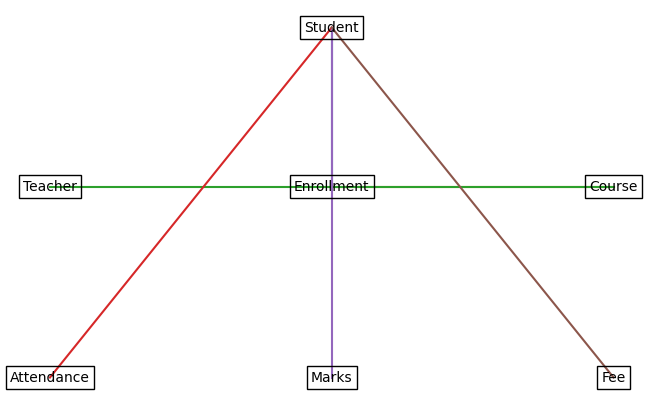 Student
Teacher
Enrollment
Course
Attendance
Marks
Fee